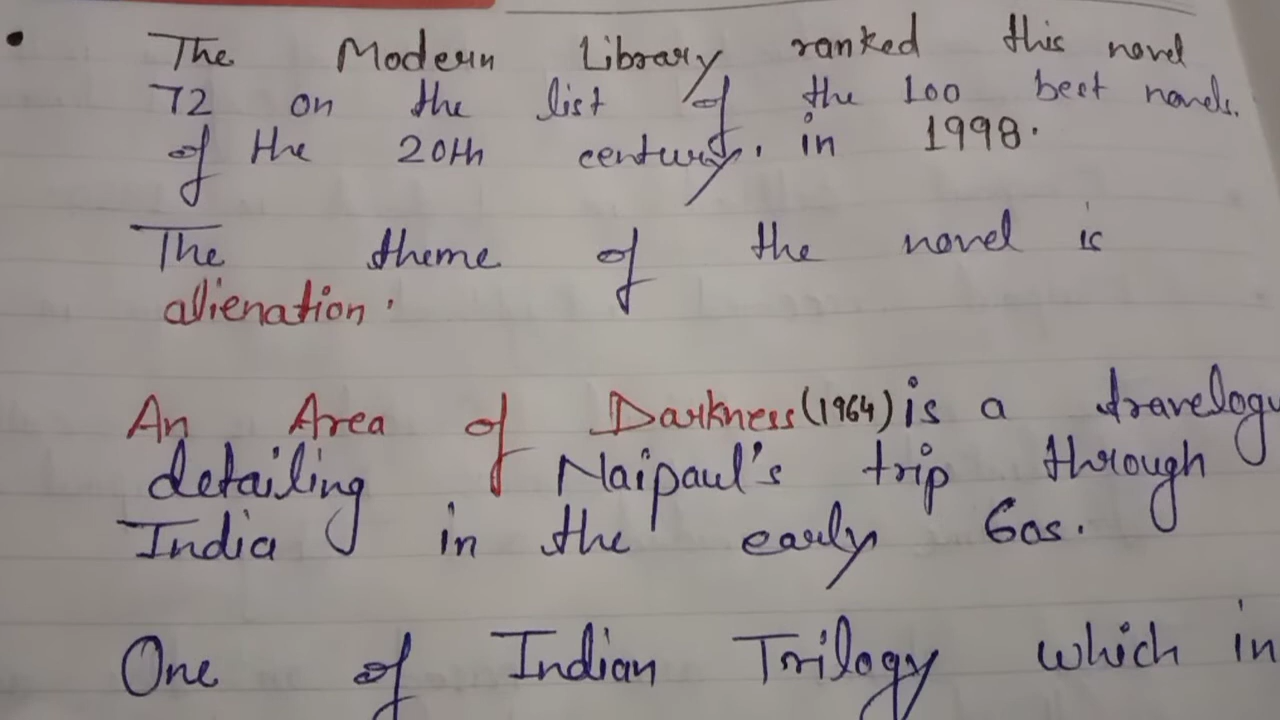 The Modern Library ranked this novel
72 on the list of the 100 best novels.
of the 20th century, in 1998.
The theme of the novel is
alienation.
An Area of Darkness (1964) is a travelogu
detailing Naipaul's trip through
India in the early 60s.
One of Indian Trilogy which in